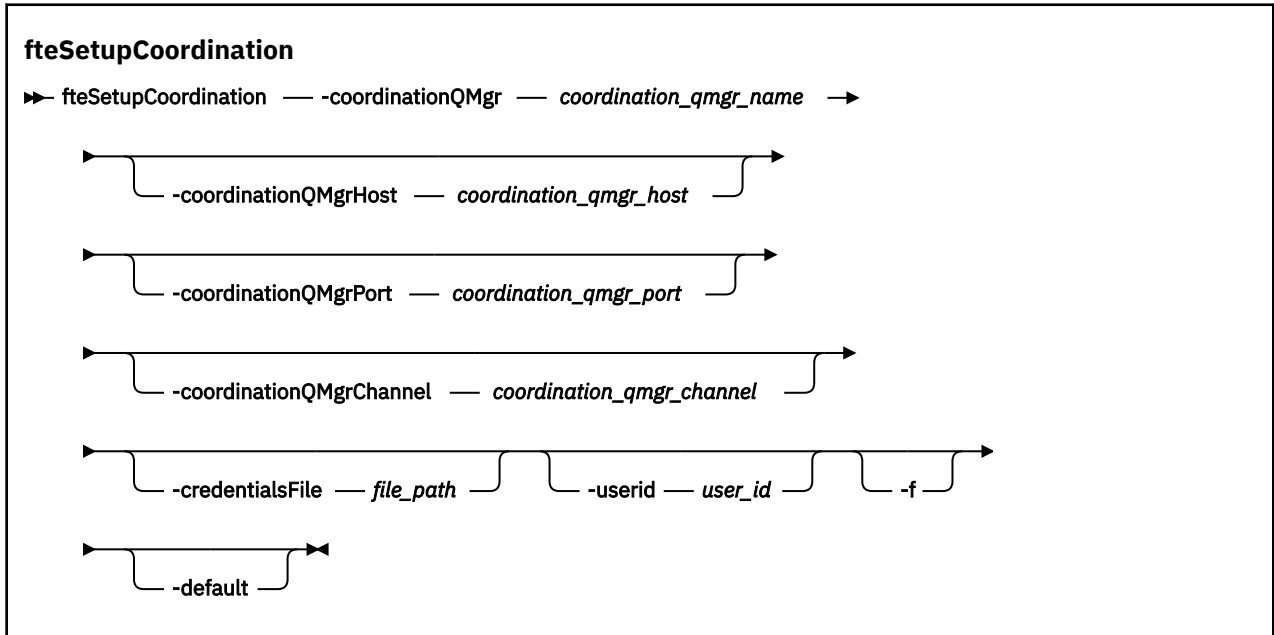 fteSetupCoordination
fteSetupCoordination -coordinationQMgr coordination_qmgr_name
-coordinationQMgrHost coordination_qmgr_host
-coordinationQMgrPort coordination_qmgr_port
-coordinationQMgrChannel coordination_qmgr_channel
-credentialsFile file_path -userid user_id -f
-default